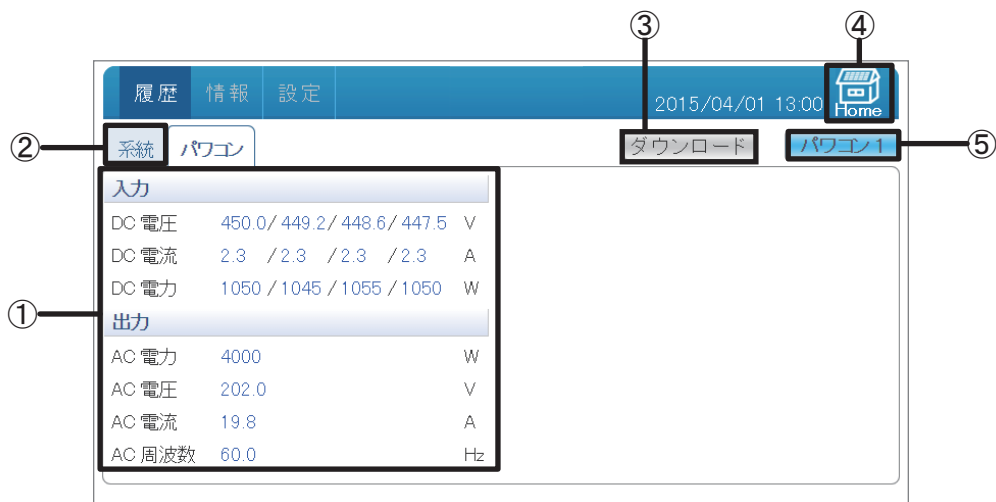 ③ ④
履歴 情報 設定 2015/04/01 13:00 Home
② 系統 パワコン ダウンロード パワコン 1 ⑤
入力
DC 電圧 450.0/ 449.2/ 448.6/ 447.5 V
DC 電流 2.3 / 2.3 / 2.3 / 2.3 A
DC 電力 1050 / 1045 / 1055 / 1050 W
①
出力
AC 電力 4000 W
AC 電圧 202.0 V
AC 電流 19.8 A
AC 周波数 60.0 Hz